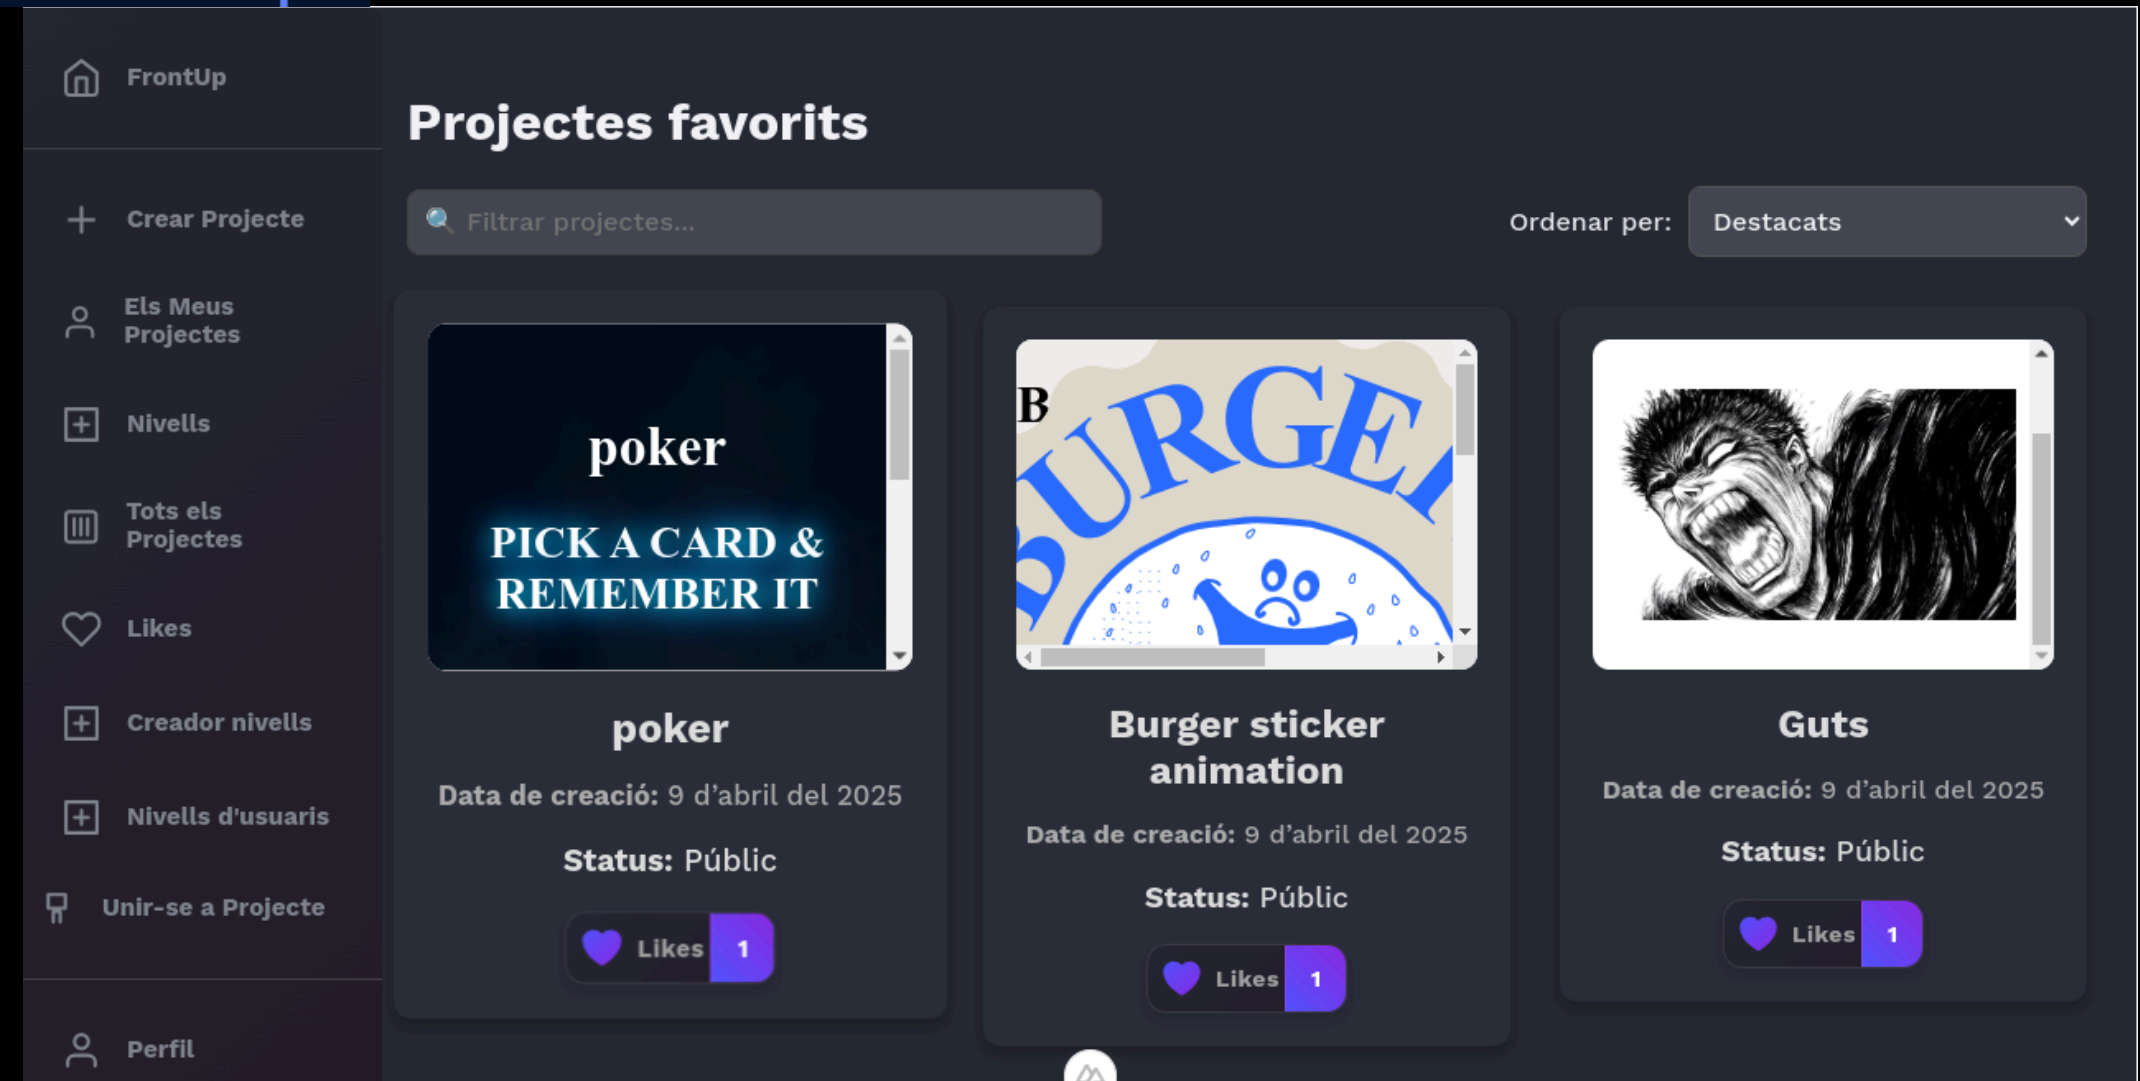 FrontUp
Crear Projecte
Els Meus
Projectes
Nivells
Tots els
Projectes
Likes
Creador nivells
Nivells d'usuaris
Unir-se a Projecte
Perfil
Projectes favorits
Filtrar projectes...
Ordenar per:
Destacats
poker
PICK A CARD &
REMEMBER IT
poker
Data de creació: 9 d’abril del 2025
Status: Públic
Likes 1
B
BURGER
Burger sticker
animation
Data de creació: 9 d’abril del 2025
Status: Públic
Likes 1
Guts
Data de creació: 9 d’abril del 2025
Status: Públic
Likes 1